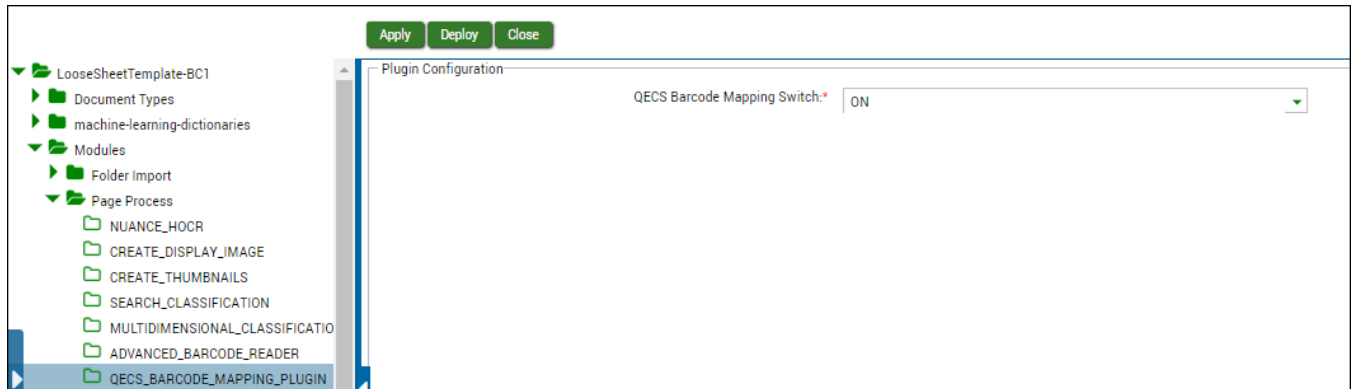 Apply Deploy Close
LooseSheetTemplate-BC1
Document Types
machine-learning-dictionaries
Modules
Folder Import
Page Process
NUANCE_HOCR
CREATE_DISPLAY_IMAGE
CREATE_THUMBNAILS
SEARCH_CLASSIFICATION
MULTIDIMENSIONAL_CLASSIFICATIO
ADVANCED_BARCODE_READER
QECS_BARCODE_MAPPING_PLUGIN
Plugin Configuration
QECS Barcode Mapping Switch:* ON